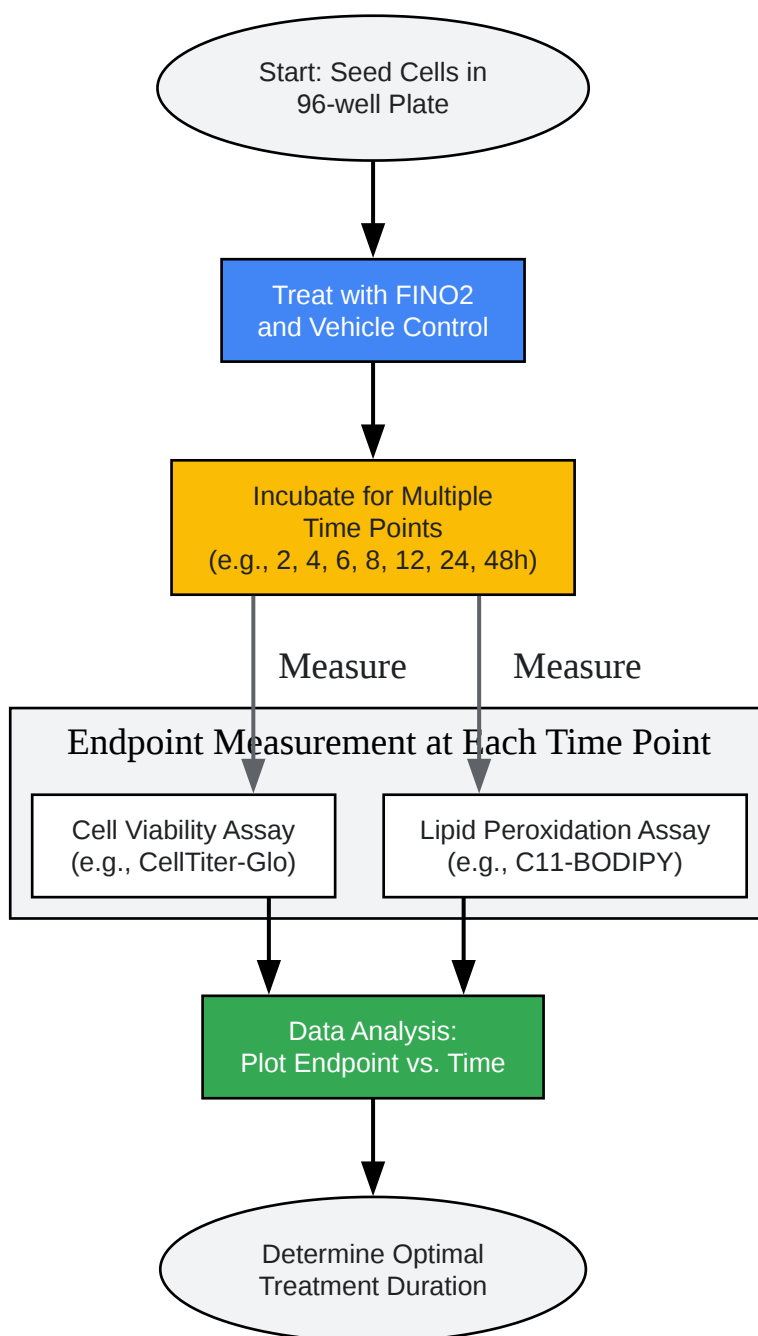 Start: Seed Cells in
96-well Plate
Treat with FINO2
and Vehicle Control
Incubate for Multiple
Time Points
(e.g., 2, 4, 6, 8, 12, 24, 48h)
Measure
Measure
Endpoint Measurement at Each Time Point
Cell Viability Assay
(e.g., CellTiter-Glo)
Lipid Peroxidation Assay
(e.g., C11-BODIPY)
Data Analysis:
Plot Endpoint vs. Time
Determine Optimal
Treatment Duration